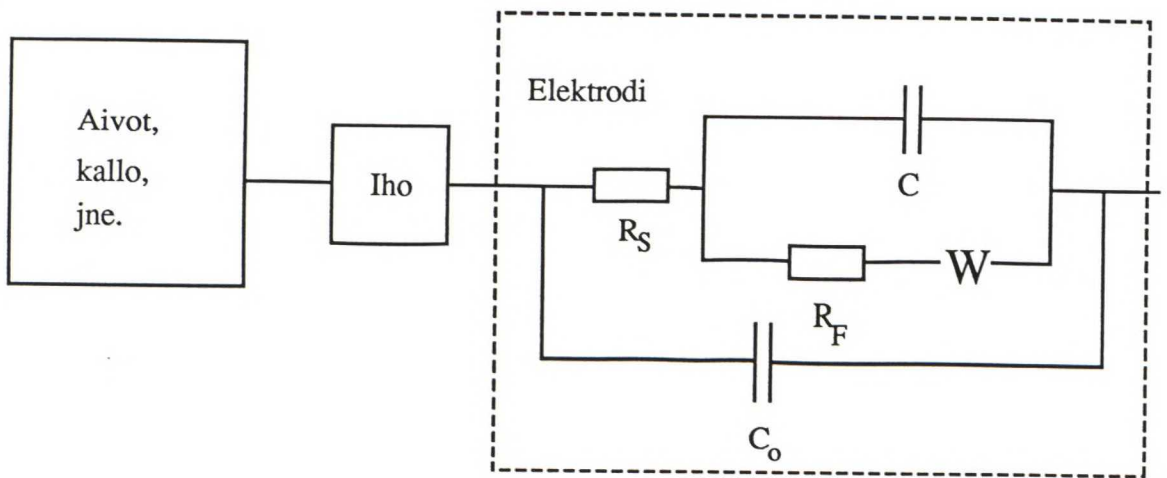 Aivot,
kallo,
jne.
Iho
Elektrodi
R_S
C
R_F
W
C_o